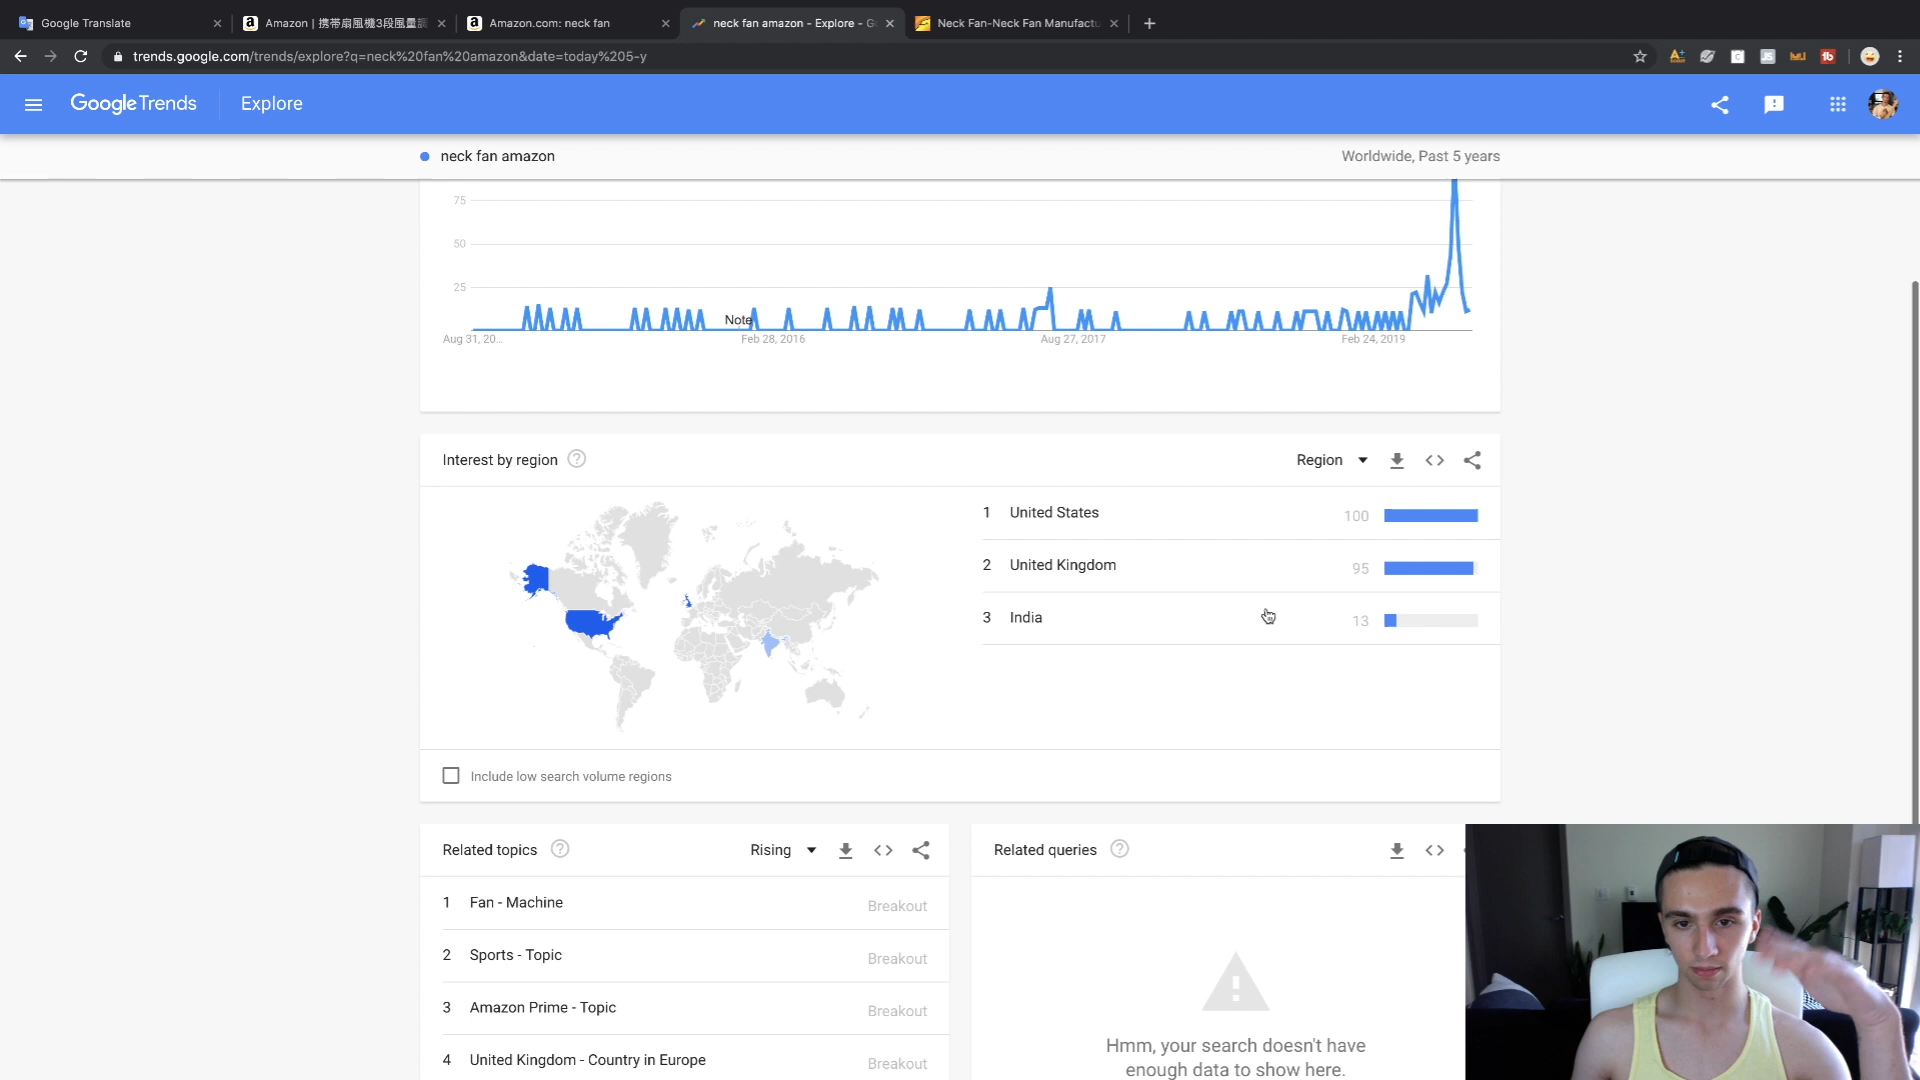 Google Translate
Amazon | 携帯扇風機3段風量調
Amazon.com: neck fan
neck fan amazon - Explore - Go
Neck Fan-Neck Fan Manufactu
trends.google.com/trends/explore?q=neck%20fan%20amazon&date=today%205-y
Google Trends
Explore
neck fan amazon
Worldwide, Past 5 years
75
50
25
Note
Aug 31, 20...
Feb 28, 2016
Aug 27, 2017
Feb 24, 2019
Interest by region
Region
1 United States 100
2 United Kingdom 95
3 India 13
Include low search volume regions
Related topics
Rising
1 Fan - Machine Breakout
2 Sports - Topic Breakout
3 Amazon Prime - Topic Breakout
4 United Kingdom - Country in Europe Breakout
Related queries
Hmm, your search doesn't have
enough data to show here.